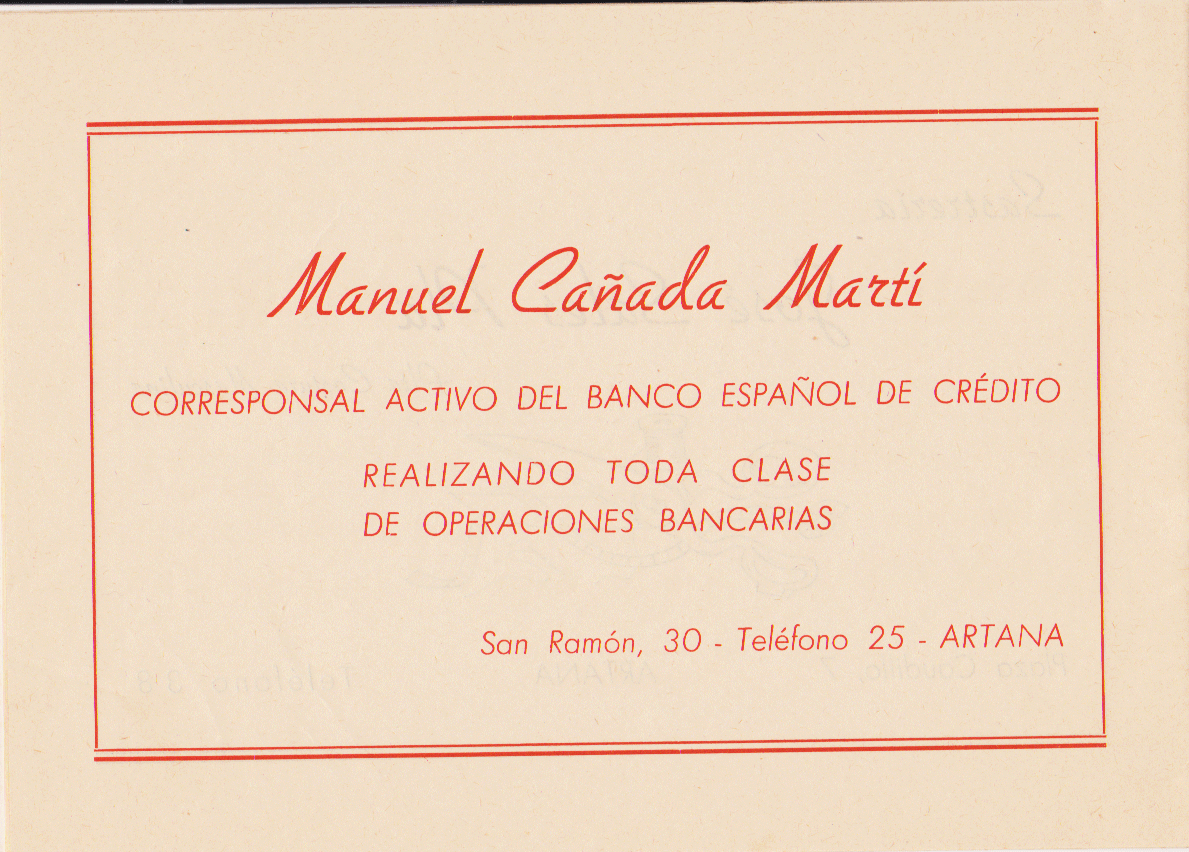 Manuel Cañada Martí
CORRESPONSAL ACTIVO DEL BANCO ESPAÑOL DE CRÉDITO
REALIZANDO TODA CLASE
DE OPERACIONES BANCARIAS
San Ramón, 30 - Teléfono 25 - ARTANA